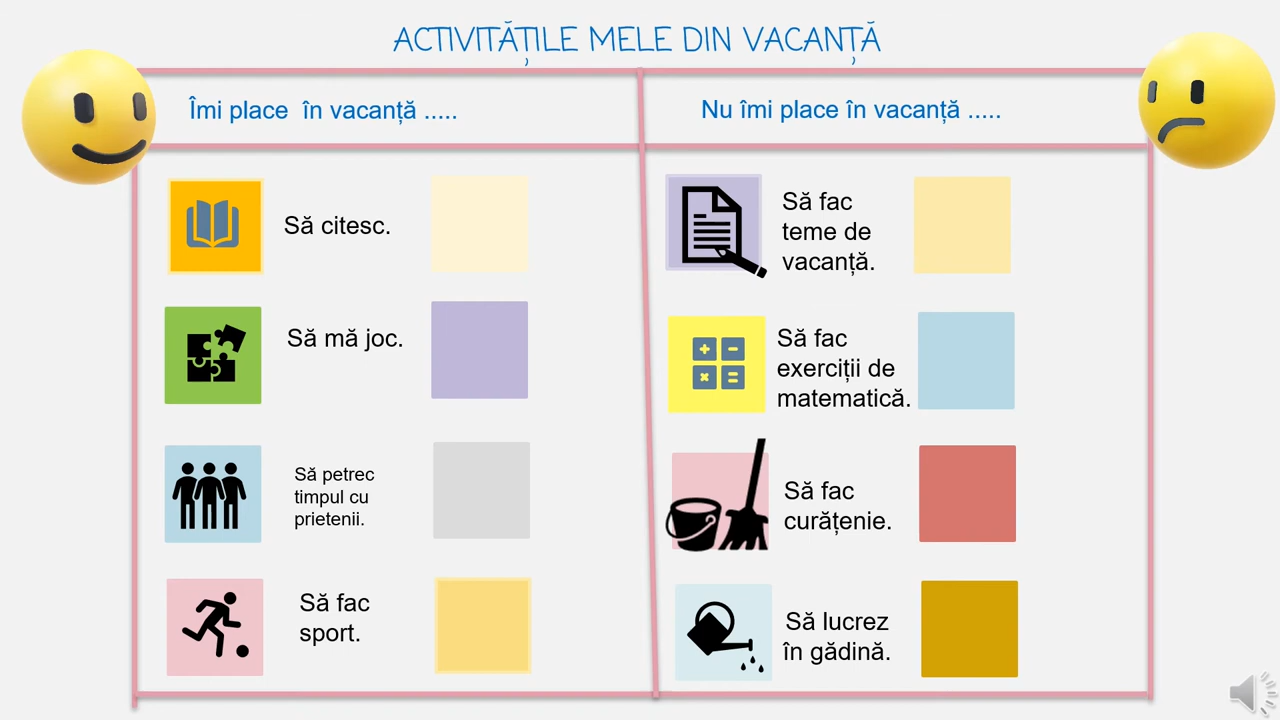 ACTIVITĂȚILE MELE DIN VACANȚĂ
Îmi place în vacanță .....
Nu îmi place în vacanță .....
Să citesc.
Să mă joc.
Să petrec
timpul cu
prietenii.
Să fac
sport.
Să fac
teme de
vacanță.
Să fac
exerciții de
matematică.
Să fac
curățenie.
Să lucrez
în gădină.